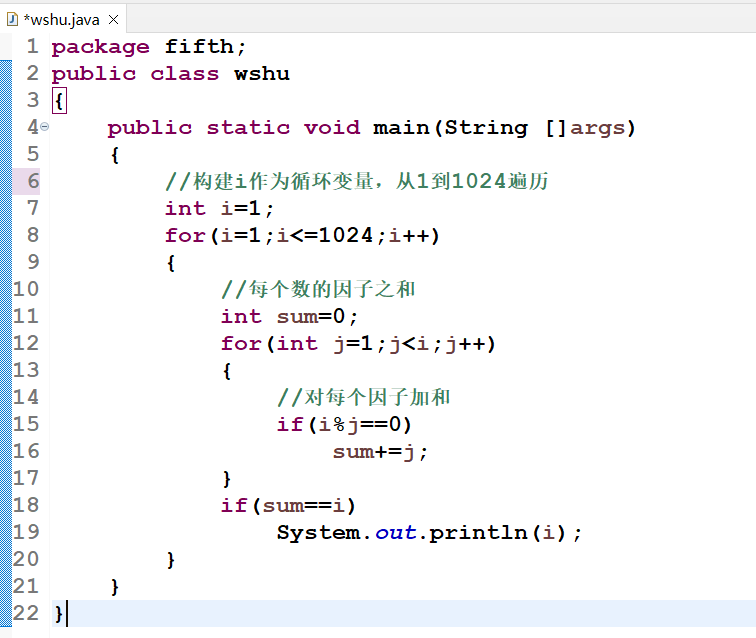 *wshu.java
1 package fifth;
2 public class wshu
3 {
4 public static void main(String []args)
5 {
6 //构建i作为循环变量，从1到1024遍历
7 int i=1;
8 for(i=1;i<=1024;i++)
9 {
10 //每个数的因子之和
11 int sum=0;
12 for(int j=1;j<i;j++)
13 {
14 //对每个因子加和
15 if(i%j==0)
16 sum+=j;
17 }
18 if(sum==i)
19 System.out.println(i);
20 }
21 }
22 }